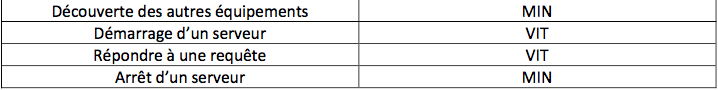 Découverte des autres équipements MIN
Démarrage d’un serveur VIT
Répondre à une requête VIT
Arrêt d’un serveur MIN